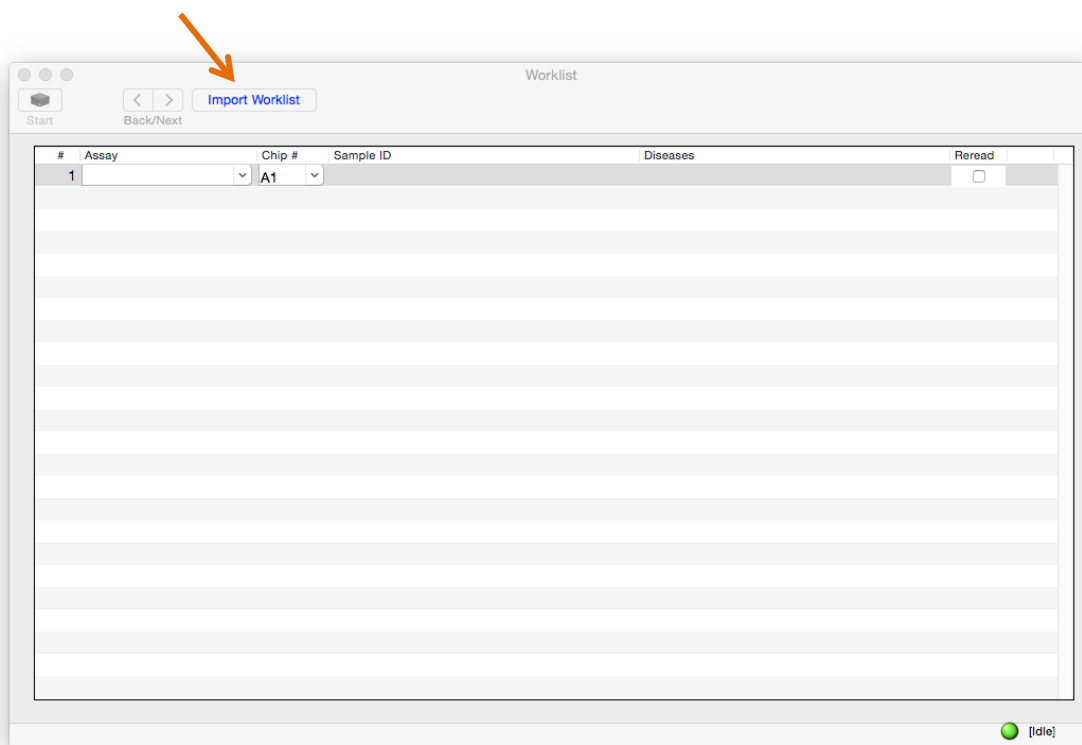 Worklist
Import Worklist
Start
Back/Next
# Assay Chip # Sample ID Diseases Reread
1 A1
[Idle]